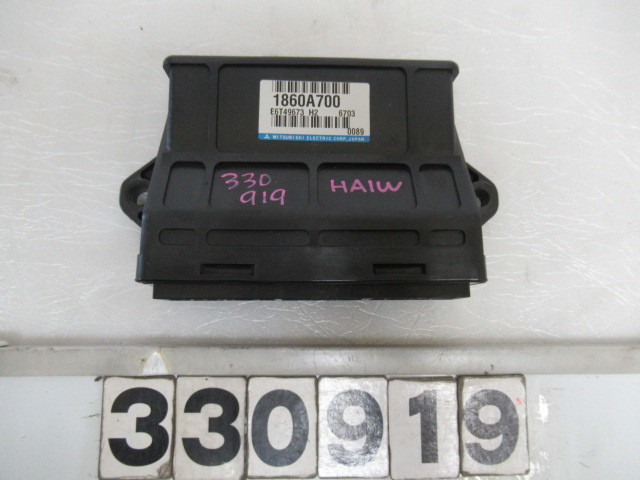 1860A700
E6T49673 H2 6703
0089
MITSUBISHI ELECTRIC CORP. JAPAN
330 HA1W
919
330919